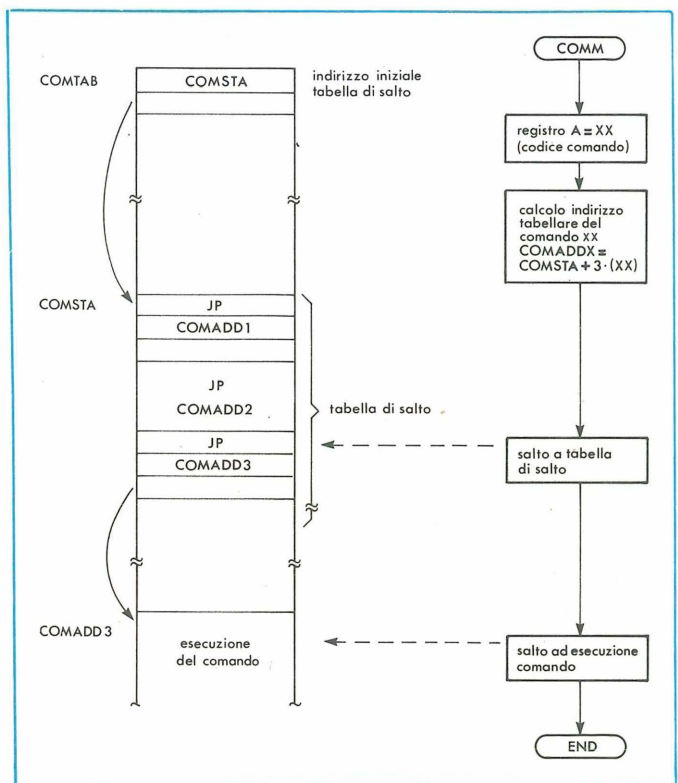 COMM
COMTAB
COMSTA
indirizzo iniziale
tabella di salto
registro A = XX
(codice comando)
calcolo indirizzo
tabellare del
comando XX
COMADDX =
COMSTA + 3 · (XX)
COMSTA
JP
COMADD1
JP
COMADD2
tabella di salto
JP
COMADD3
salto a tabella
di salto
COMADD3
esecuzione
del comando
salto ad esecuzione
comando
END